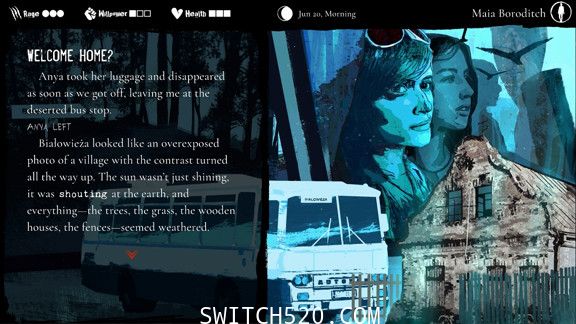 Rage
Willpower
Health
Jun 20, Morning
Maia Boroditch
WELCOME HOME?
Anya took her luggage and disappeared
as soon as we got off, leaving me at the
deserted bus stop.
ANYA LEFT
Białowieża looked like an overexposed
photo of a village with the contrast turned
all the way up. The sun wasn't just shining,
it was shouting at the earth, and
everything—the trees, the grass, the wooden
houses, the fences—seemed weathered.
BIAŁOWIEŻA
SWITCH520.COM